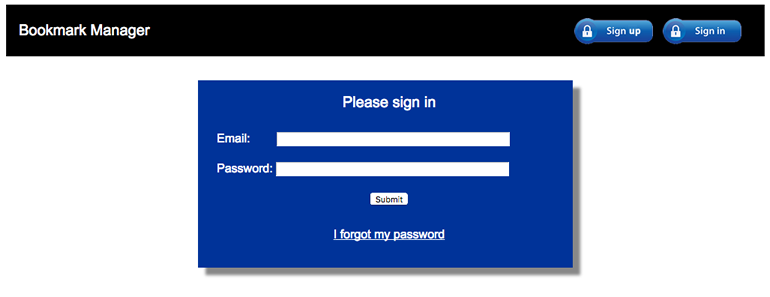 Bookmark Manager Sign up Sign in
Please sign in
Email:
Password:
Submit
I forgot my password